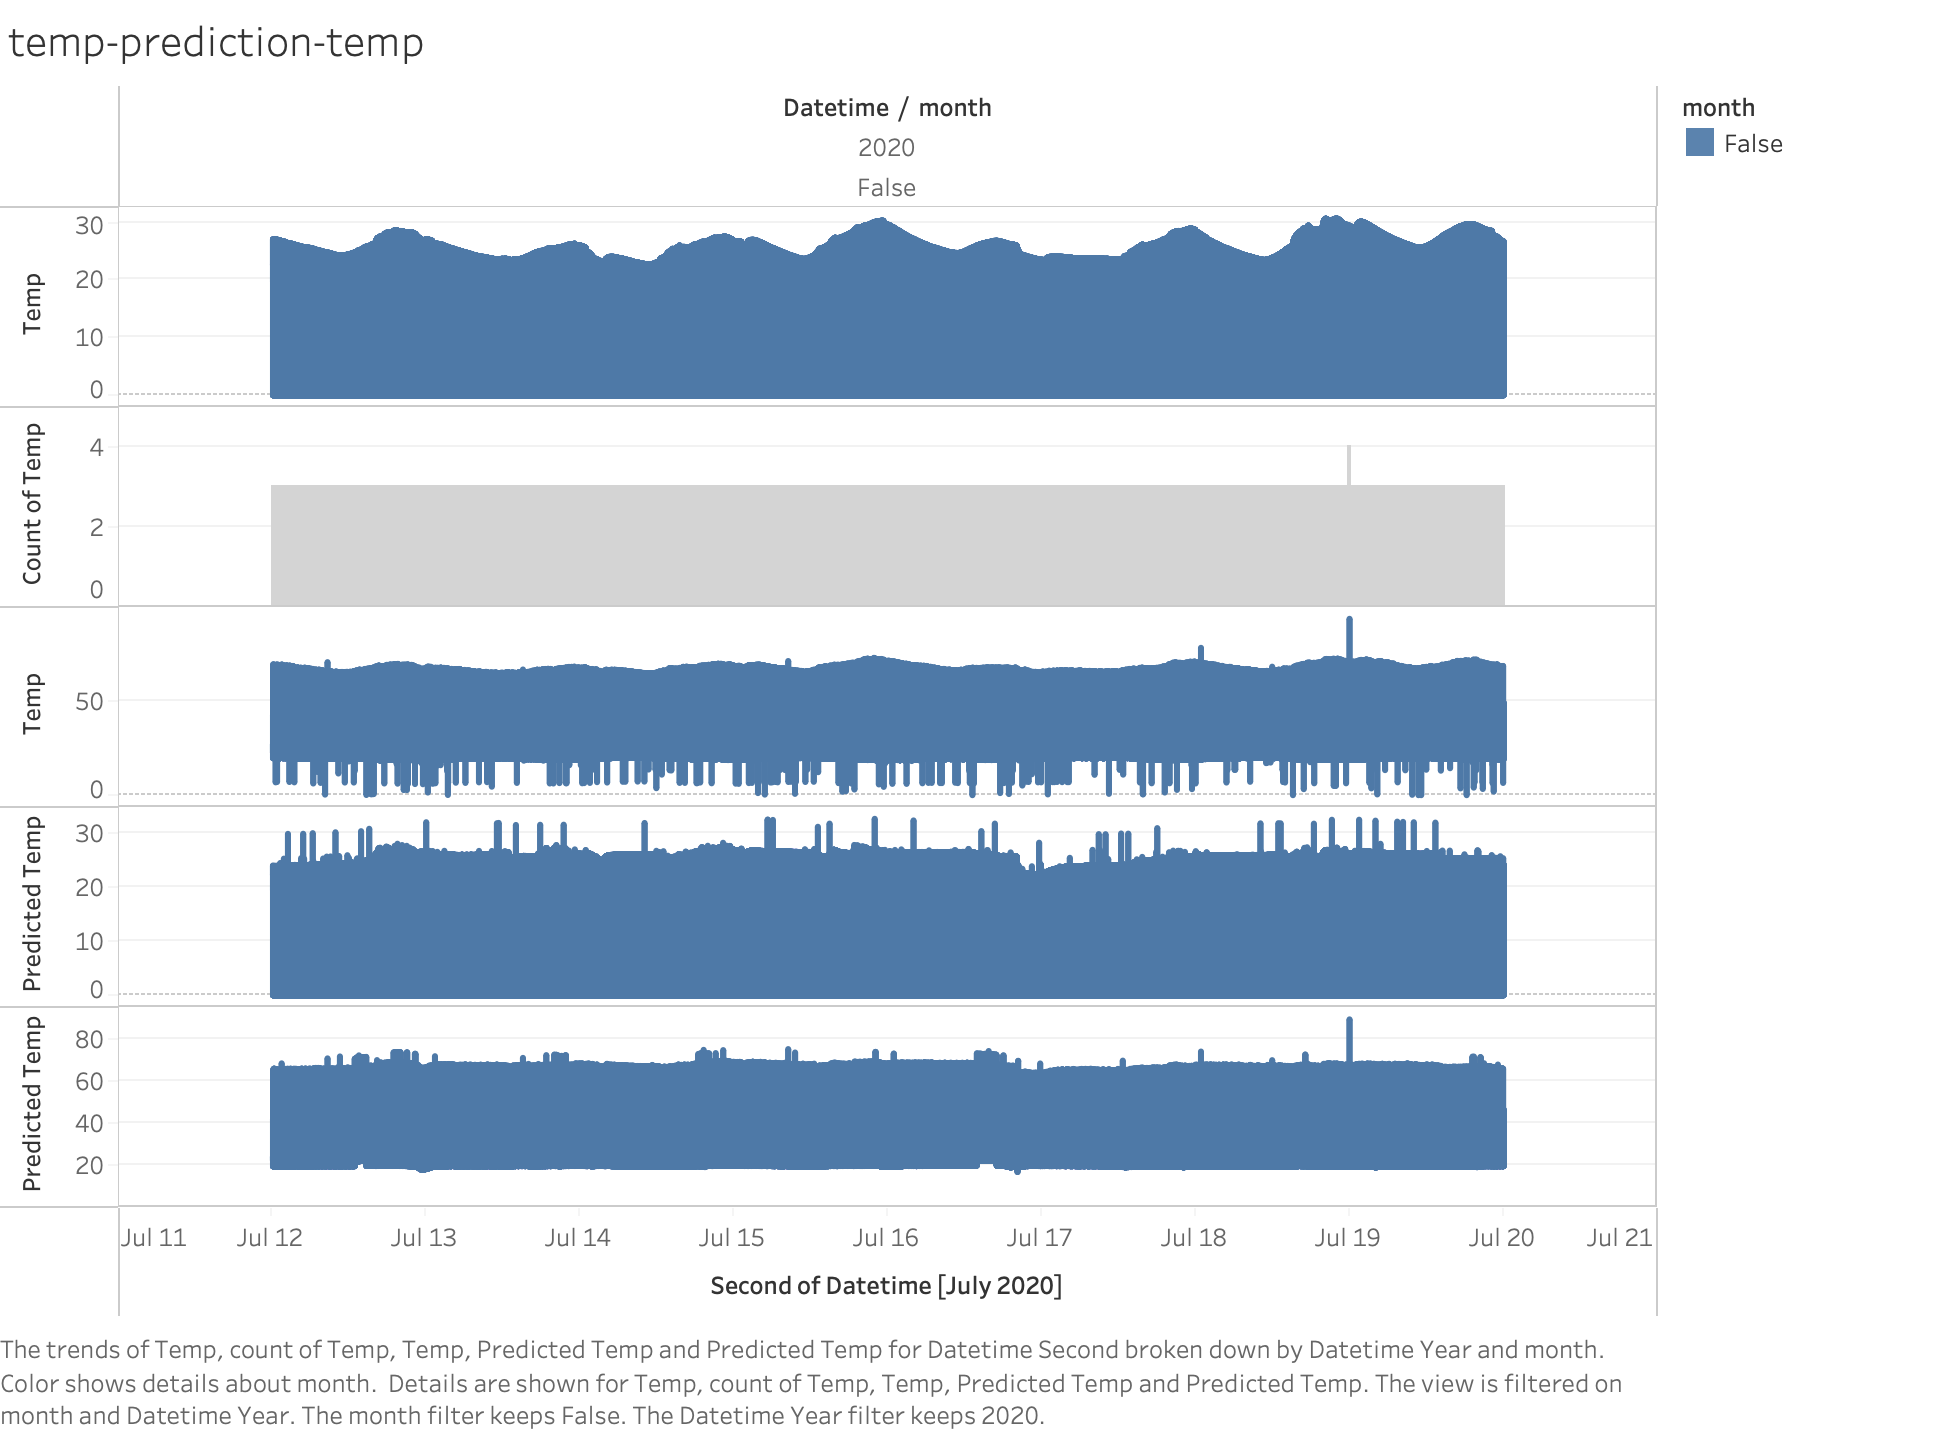 temp-prediction-temp
Datetime / month
2020
False
month
False
Temp
30
20
10
0
Count of Temp
4
2
0
Temp
50
0
Predicted Temp
30
20
10
0
Predicted Temp
80
60
40
20
Jul 11 Jul 12 Jul 13 Jul 14 Jul 15 Jul 16 Jul 17 Jul 18 Jul 19 Jul 20 Jul 21
Second of Datetime [July 2020]
The trends of Temp, count of Temp, Temp, Predicted Temp and Predicted Temp for Datetime Second broken down by Datetime Year and month.
Color shows details about month.  Details are shown for Temp, count of Temp, Temp, Predicted Temp and Predicted Temp. The view is filtered on
month and Datetime Year. The month filter keeps False. The Datetime Year filter keeps 2020.